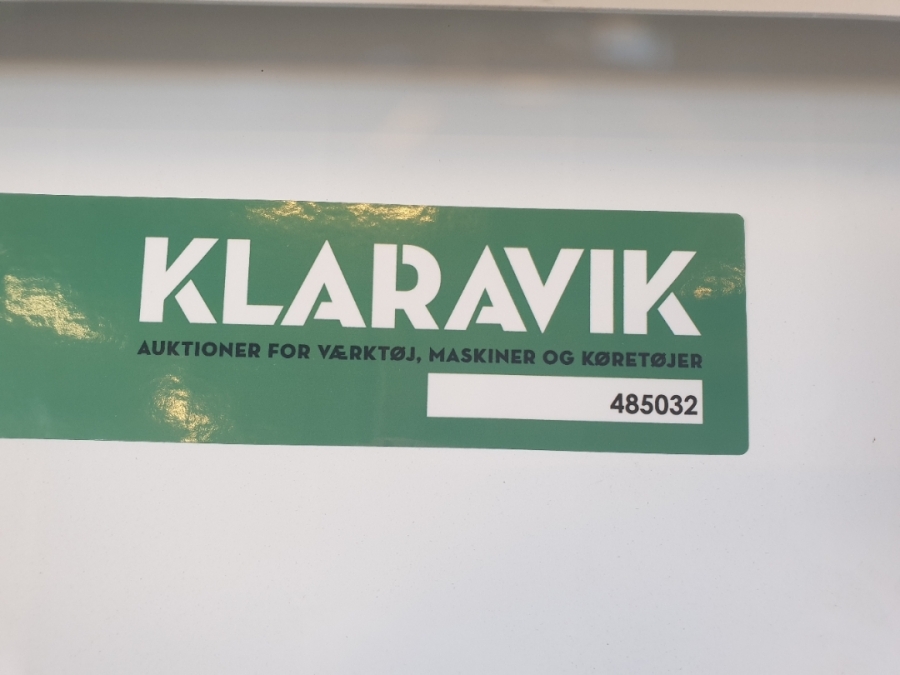 KLARAVIK
AUKTIONER FOR VÆRKTØJ, MASKINER OG KØRETØJER
485032